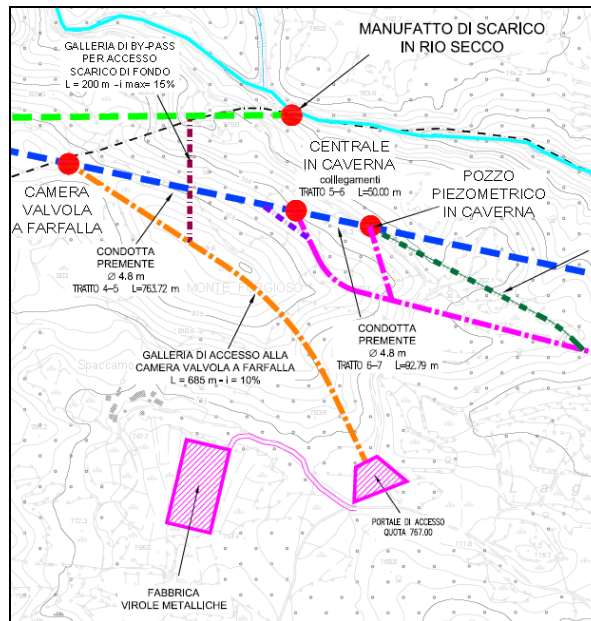 GALLERIA DI BY-PASS
PER ACCESSO
SCARICO DI FONDO
L = 200 m - i max= 15%
MANUFATTO DI SCARICO
IN RIO SECCO
CENTRALE
IN CAVERNA
colllegamenti
TRATTO 5-6 L=50.00 m
POZZO
PIEZOMETRICO
IN CAVERNA
CAMERA
VALVOLA
A FARFALLA
CONDOTTA
PREMENTE
Ø 4.8 m
TRATTO 4-5 L=763.72 m
MONTE
CONDOTTA
PREMENTE
Ø 4.8 m
TRATTO 6-7 L=92.79 m
GALLERIA DI ACCESSO ALLA
CAMERA VALVOLA A FARFALLA
L = 685 m - i = 10%
Spaccamo
PORTALE DI ACCESSO
QUOTA 767.00
FABBRICA
VIROLE METALLICHE